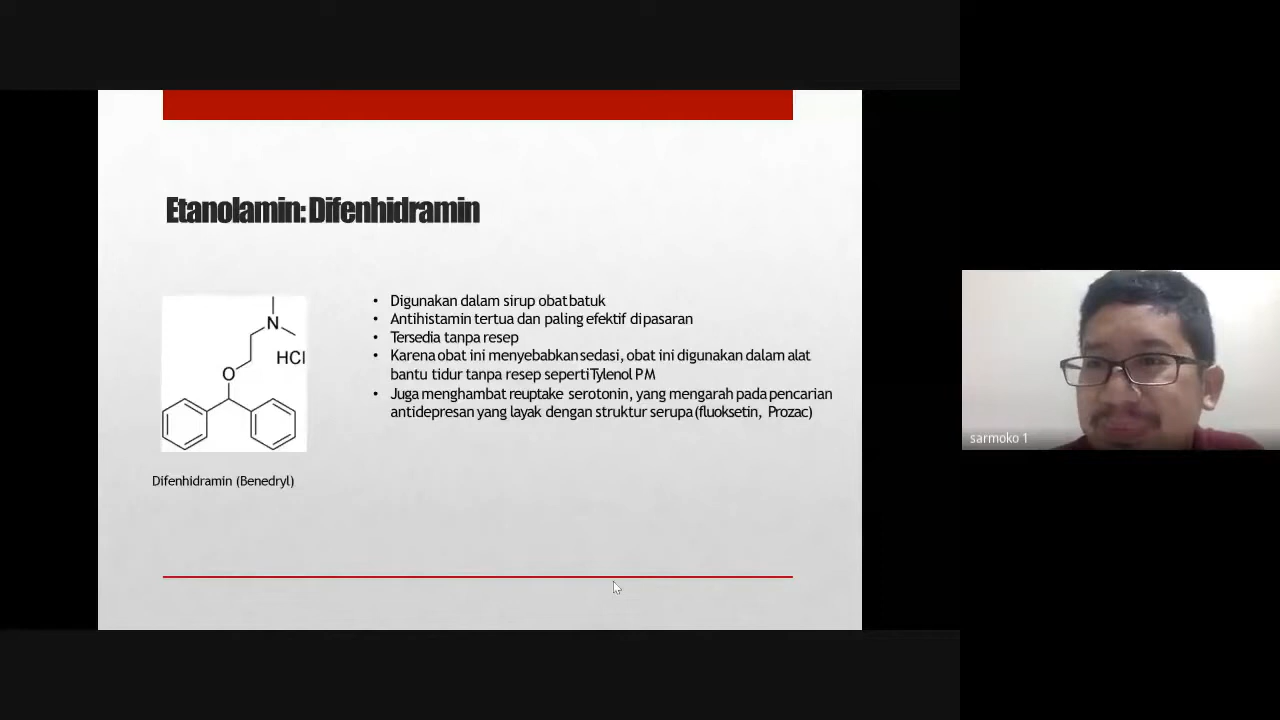 Etanolamin: Difenhidramin
N
HCl
O
Difenhidramin (Benedryl)
• Digunakan dalam sirup obat batuk
• Antihistamin tertua dan paling efektif di pasaran
• Tersedia tanpa resep
• Karena obat ini menyebabkan sedasi, obat ini digunakan dalam alat
bantu tidur tanpa resep seperti Tylenol PM
• Juga menghambat reuptake serotonin, yang mengarah pada pencarian
antidepresan yang layak dengan struktur serupa (fluoksetin, Prozac)
sarmoko 1